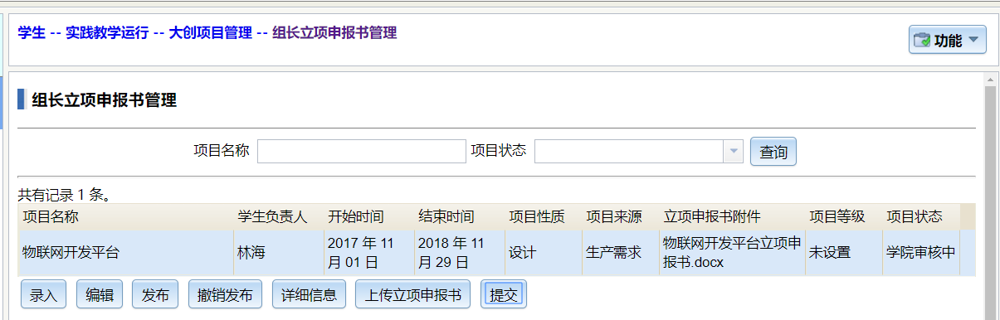 学生 -- 实践教学运行 -- 大创项目管理 -- 组长立项申报书管理
功能
组长立项申报书管理
项目名称 项目状态 查询
共有记录 1 条。
项目名称 学生负责人 开始时间 结束时间 项目性质 项目来源 立项申报书附件 项目等级 项目状态
物联网开发平台 林海 2017 年 11 月 01 日 2018 年 11 月 29 日 设计 生产需求 物联网开发平台立项申报书.docx 未设置 学院审核中
录入 编辑 发布 撤销发布 详细信息 上传立项申报书 提交